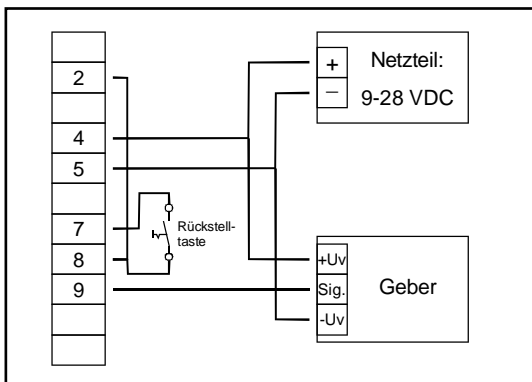 2
4
5
7
8
9
Rückstell-
taste
+
−
Netzteil:
9-28 VDC
+Uv
Sig.
-Uv
Geber